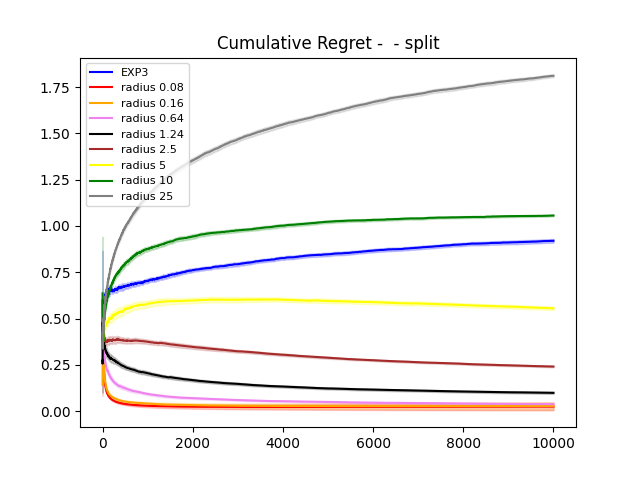 Cumulative Regret -  - split
EXP3
radius 0.08
radius 0.16
radius 0.64
radius 1.24
radius 2.5
radius 5
radius 10
radius 25
1.75
1.50
1.25
1.00
0.75
0.50
0.25
0.00
0 2000 4000 6000 8000 10000